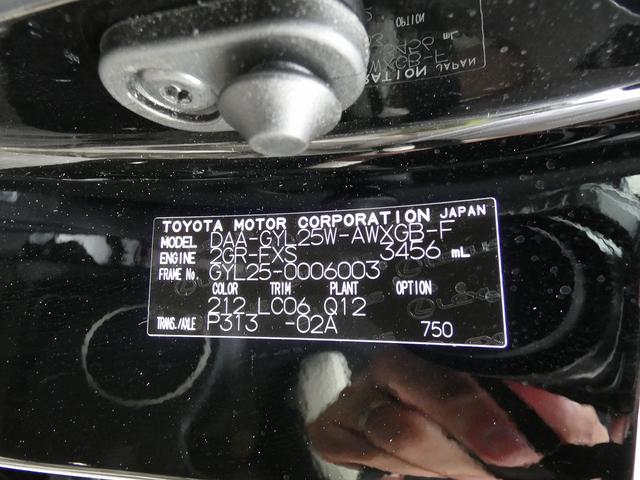 TOYOTA MOTOR CORPORATION JAPAN
MODEL DAA-GYL25W-AWXGB-F
ENGINE 2GR-FXS 3456 mL
FRAME No. GYL25-0006003
COLOR TRIM PLANT OPTION
212 LC06 Q12
TRANS./AXLE P313 -02A 750